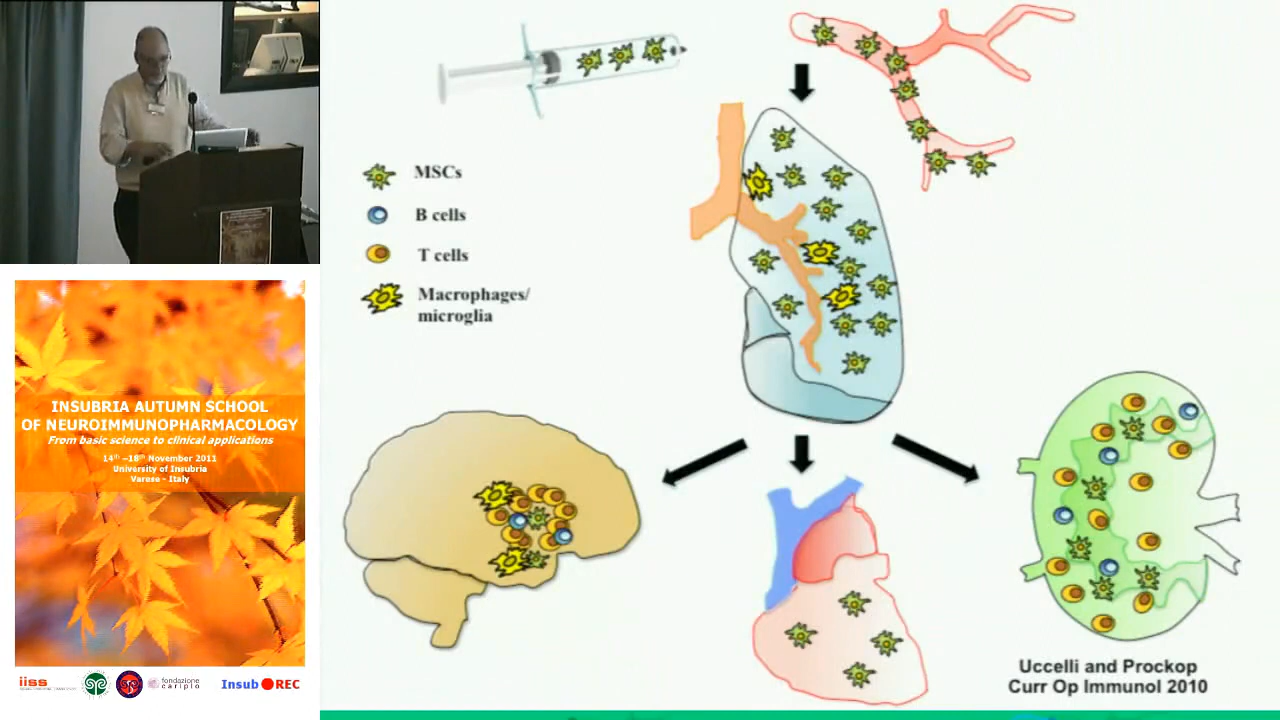 MSCs
B cells
T cells
Macrophages/
microglia
Uccelli and Prockop
Curr Op Immunol 2010
INSUBRIA AUTUMN SCHOOL
OF NEUROIMMUNOPHARMACOLOGY
From basic science to clinical applications
14th –18th November 2011
University of Insubria
Varese - Italy
iiss
fondazione
cariplo
Insub REC